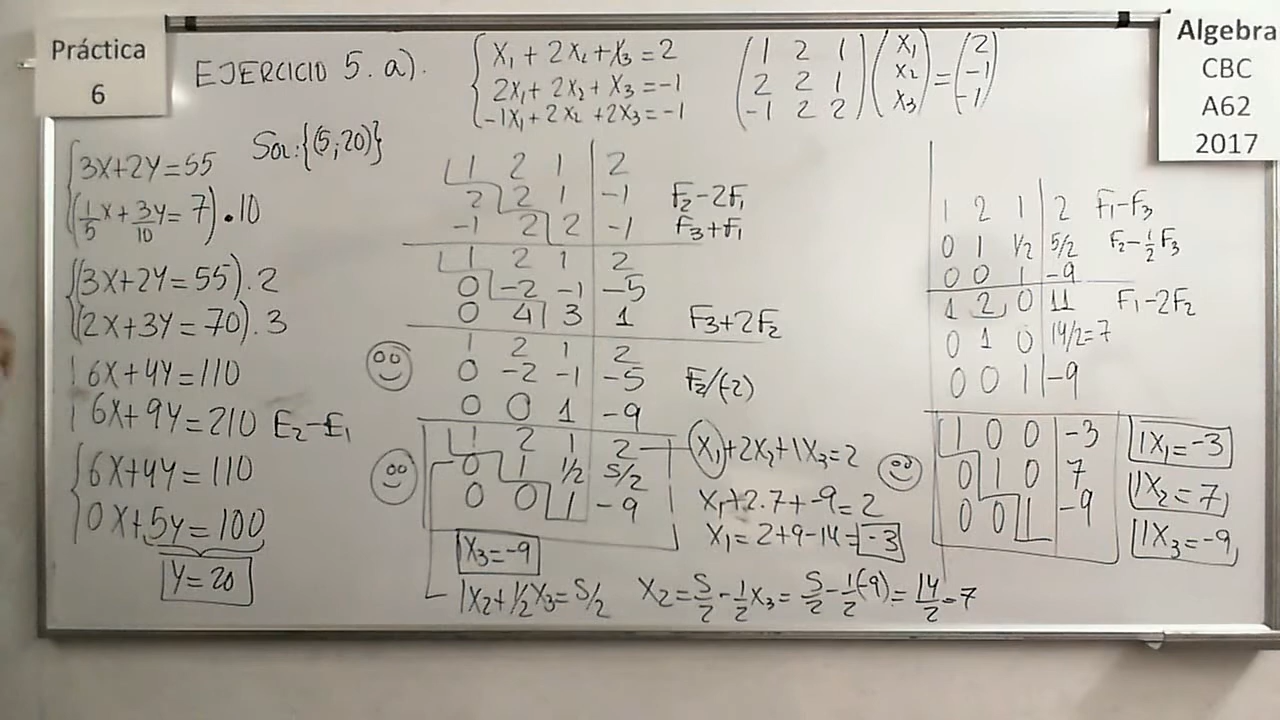 Práctica
6
EJERCICIO 5. a).
X₁ + 2X₂ + X₃ = 2
2X₁ + 2X₂ + X₃ = -1
-1X₁ + 2X₂ + 2X₃ = -1
(1 2 1) (X₁) = (2)
(2 2 1) (X₂) (-1)
(-1 2 2) (X₃) (-1)
Algebra
CBC
A62
2017
Sol: {(5; 20)}
3X+2Y=55
(1/5 X + 3/10 Y = 7) • 10
(3X+2Y=55).2
(2X+3Y=70).3
6X+4Y=110
6X+9Y=210 E₂-E₁
6X+4Y=110
0X+5Y=100
Y=20
1 2 1 | 2
2 2 1 | -1 F₂-2F₁
-1 2 2 | -1 F₃+F₁
1 2 1 | 2
0 -2 -1 | -5
0 4 3 | 1 F₃+2F₂
1 2 1 | 2
0 -2 -1 | -5 F₂/(-2)
0 0 1 | -9
1 2 1 | 2
0 1 1/2 | 5/2
0 0 1 | -9
X₃=-9
1X₂+1/2X₃=5/2
X₂=5/2-1/2X₃=5/2-1/2(-9)=14/2=7
X₁+2X₂+1X₃=2
X₁+2.7+-9=2
X₁=2+9-14=-3
1 2 1 | 2 F₁-F₃
0 1 1/2 | 5/2 F₂-1/2F₃
0 0 1 | -9
1 2 0 | 11 F₁-2F₂
0 1 0 | 14/2=7
0 0 1 | -9
1 0 0 | -3
0 1 0 | 7
0 0 1 | -9
1X₁=-3
1X₂=7
1X₃=-9